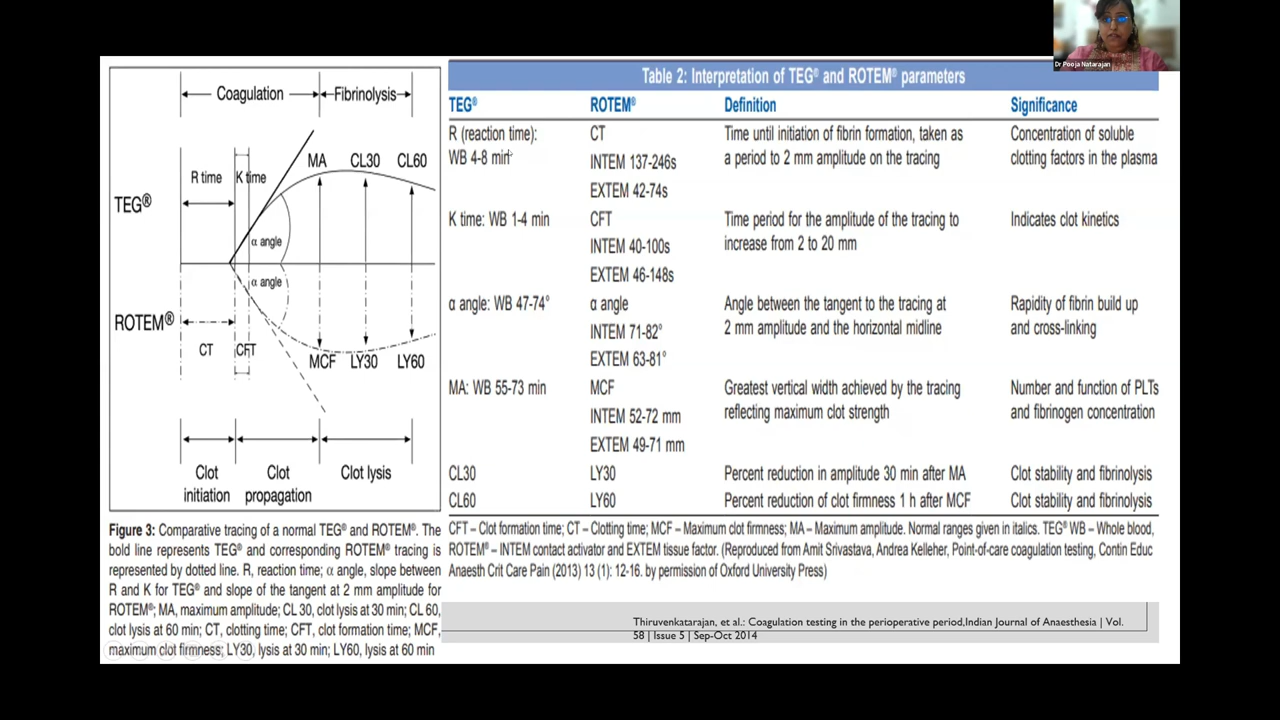 Dr Pooja Natarajan
Coagulation
Fibrinolysis
MA
CL30
CL60
R time
K time
TEG®
α angle
α angle
ROTEM®
CT
CFT
MCF
LY30
LY60
Clot initiation
Clot propagation
Clot lysis
Figure 3: Comparative tracing of a normal TEG® and ROTEM®. The
bold line represents TEG® and corresponding ROTEM® tracing is
represented by dotted line. R, reaction time; α angle, slope between
R and K for TEG® and slope of the tangent at 2 mm amplitude for
ROTEM®; MA, maximum amplitude; CL 30, clot lysis at 30 min; CL 60,
clot lysis at 60 min; CT, clotting time; CFT, clot formation time; MCF,
maximum clot firmness; LY30, lysis at 30 min; LY60, lysis at 60 min
Table 2: Interpretation of TEG® and ROTEM® parameters
TEG® ROTEM® Definition Significance
R (reaction time): CT Time until initiation of fibrin formation, taken as Concentration of soluble
WB 4-8 min INTEM 137-246s a period to 2 mm amplitude on the tracing clotting factors in the plasma
EXTEM 42-74s
K time: WB 1-4 min CFT Time period for the amplitude of the tracing to Indicates clot kinetics
INTEM 40-100s increase from 2 to 20 mm
EXTEM 46-148s
α angle: WB 47-74° α angle Angle between the tangent to the tracing at Rapidity of fibrin build up
INTEM 71-82° 2 mm amplitude and the horizontal midline and cross-linking
EXTEM 63-81°
MA: WB 55-73 min MCF Greatest vertical width achieved by the tracing Number and function of PLTs
INTEM 52-72 mm reflecting maximum clot strength and fibrinogen concentration
EXTEM 49-71 mm
CL30 LY30 Percent reduction in amplitude 30 min after MA Clot stability and fibrinolysis
CL60 LY60 Percent reduction of clot firmness 1 h after MCF Clot stability and fibrinolysis
CFT – Clot formation time; CT – Clotting time; MCF – Maximum clot firmness; MA – Maximum amplitude. Normal ranges given in italics. TEG® WB – Whole blood,
ROTEM® – INTEM contact activator and EXTEM tissue factor. (Reproduced from Amit Srivastava, Andrea Kelleher, Point-of-care coagulation testing, Contin Educ
Anaesth Crit Care Pain (2013) 13 (1): 12-16. by permission of Oxford University Press)
Thiruvenkatarajan, et al.: Coagulation testing in the perioperative period,Indian Journal of Anaesthesia | Vol.
58 | Issue 5 | Sep-Oct 2014